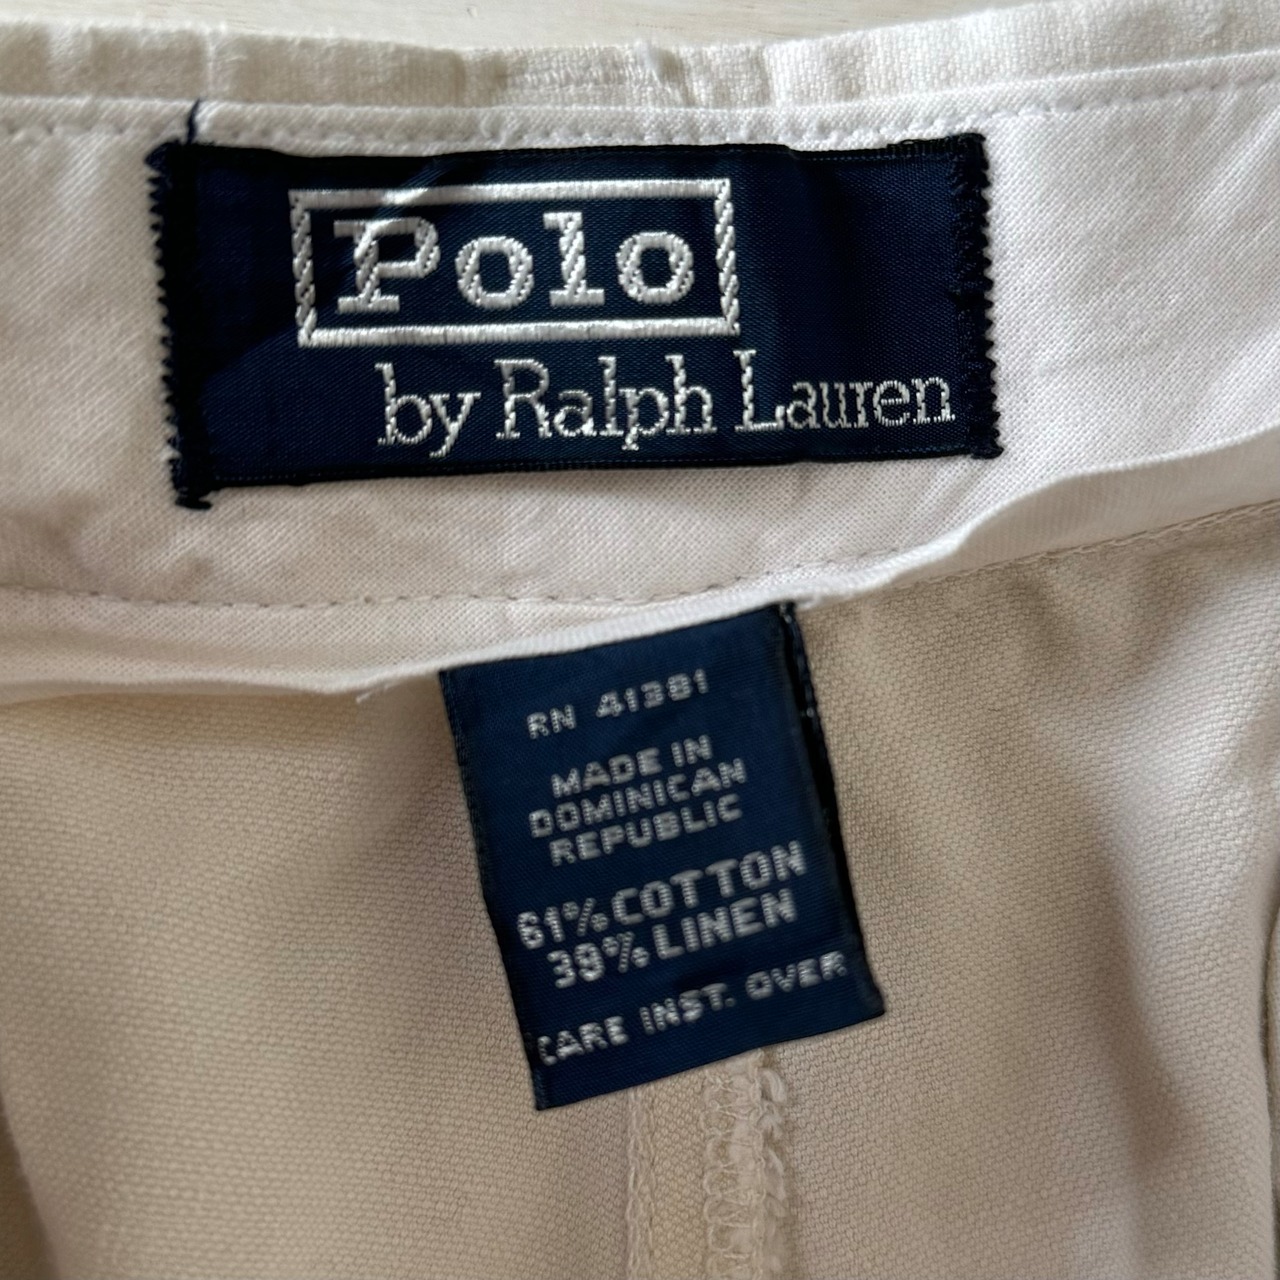 Polo
by Ralph Lauren
RN 41381
MADE IN
DOMINICAN
REPUBLIC
61% COTTON
39% LINEN
CARE INST. OVER